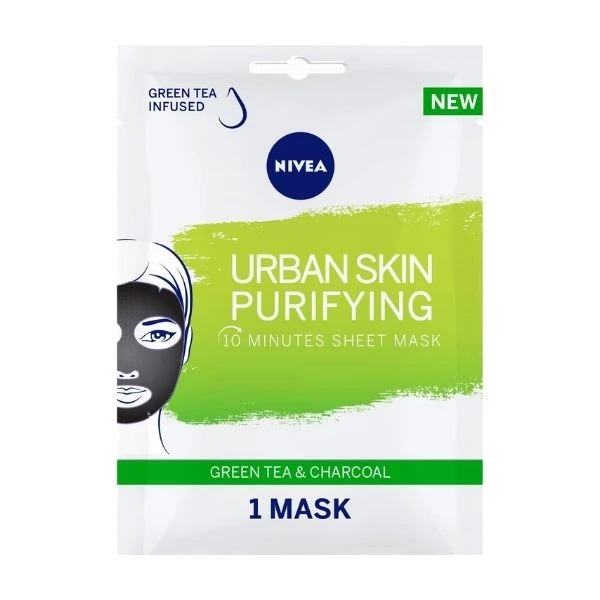 GREEN TEA
INFUSED
NEW
NIVEA
URBAN SKIN
PURIFYING
10 MINUTES SHEET MASK
GREEN TEA & CHARCOAL
1 MASK